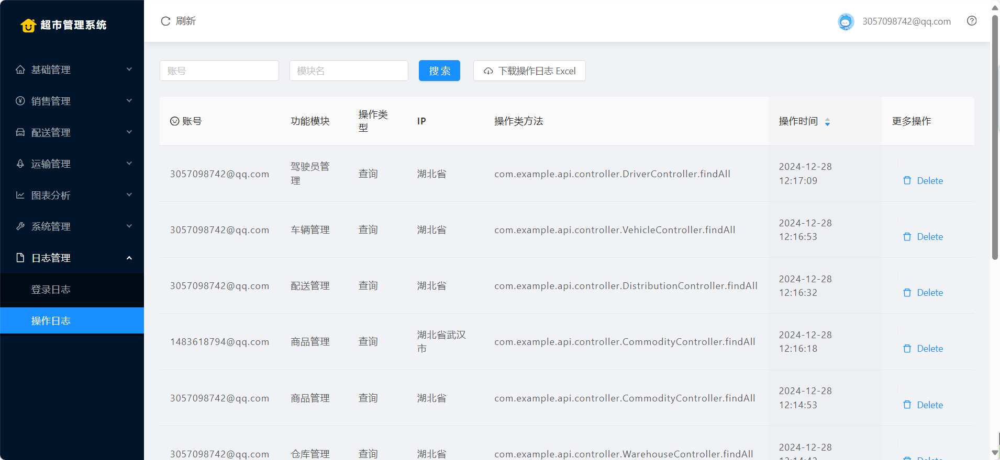 超市管理系统
刷新
3057098742@qq.com
基础管理
销售管理
配送管理
运输管理
图表分析
系统管理
日志管理
登录日志
操作日志
账号
模块名
搜 索
下载操作日志 Excel
账号
功能模块
操作类
型
IP
操作类方法
操作时间
更多操作
3057098742@qq.com
驾驶员管
理
查询
湖北省
com.example.api.controller.DriverController.findAll
2024-12-28
12:17:09
Delete
3057098742@qq.com
车辆管理
查询
湖北省
com.example.api.controller.VehicleController.findAll
2024-12-28
12:16:53
Delete
3057098742@qq.com
配送管理
查询
湖北省
com.example.api.controller.DistributionController.findAll
2024-12-28
12:16:32
Delete
1483618794@qq.com
商品管理
查询
湖北省武汉
市
com.example.api.controller.CommodityController.findAll
2024-12-28
12:16:18
Delete
3057098742@qq.com
商品管理
查询
湖北省
com.example.api.controller.CommodityController.findAll
2024-12-28
12:14:53
Delete
3057098742@qq.com
仓库管理
查询
湖北省
com.example.api.controller.WarehouseController.findAll
2024-12-28